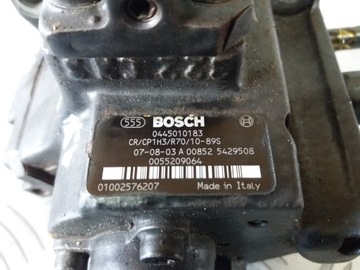 555 BOSCH
0445010183
CR/CP1H3/R70/10-89S
07-08-03 A 00852 5429508
0055209064
01002576207 Made in Italy